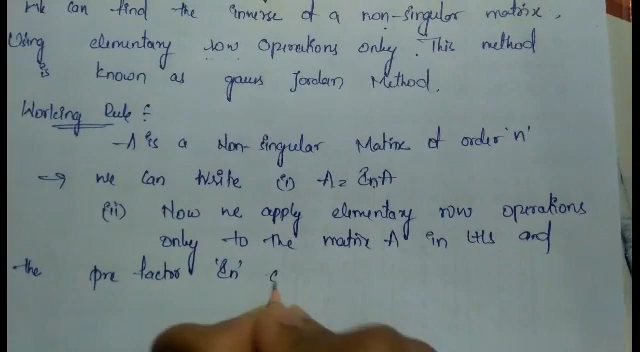 We can find the inverse of a non-singular matrix,
Using elementary row operations only. This method
is known as gauss Jordan Method.
Working Rule :
A is a Non-singular Matrix of order 'n'
→ we can write (i) A = InA
(ii) Now we apply elementary row operations
only to the matrix A in LHS and
the pre factor 'In'